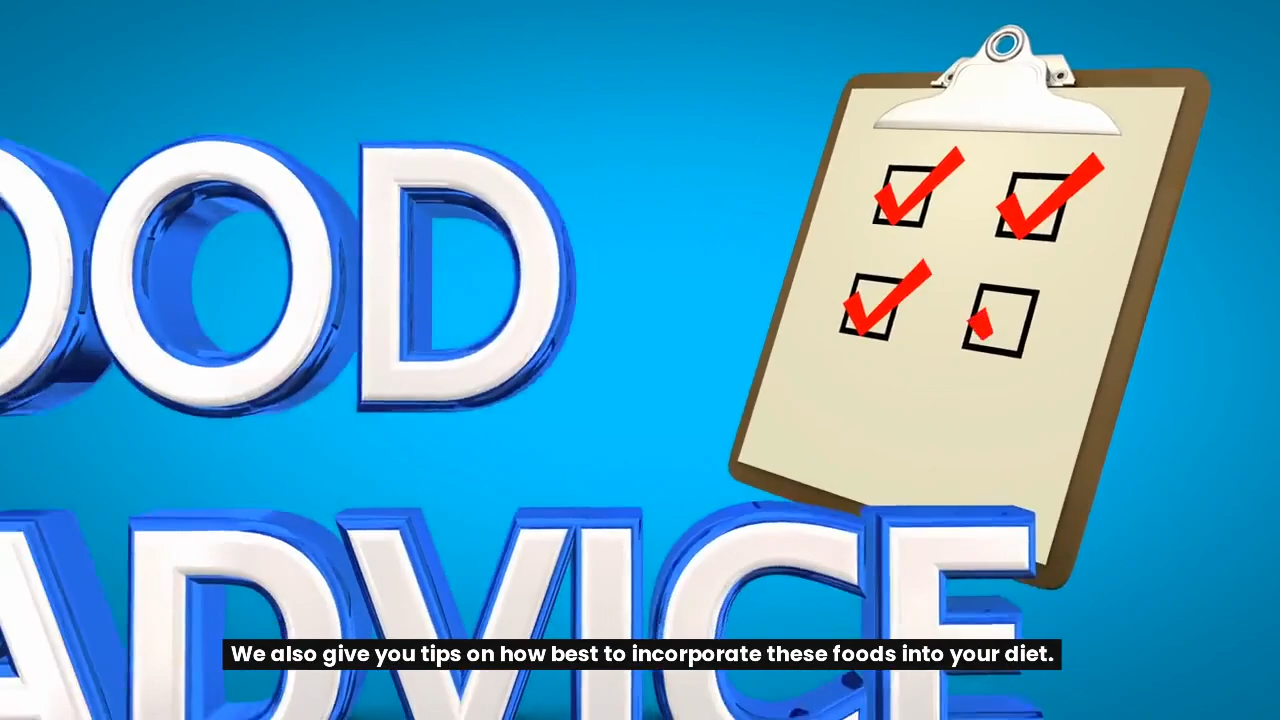 OOD
ADVICE
We also give you tips on how best to incorporate these foods into your diet.